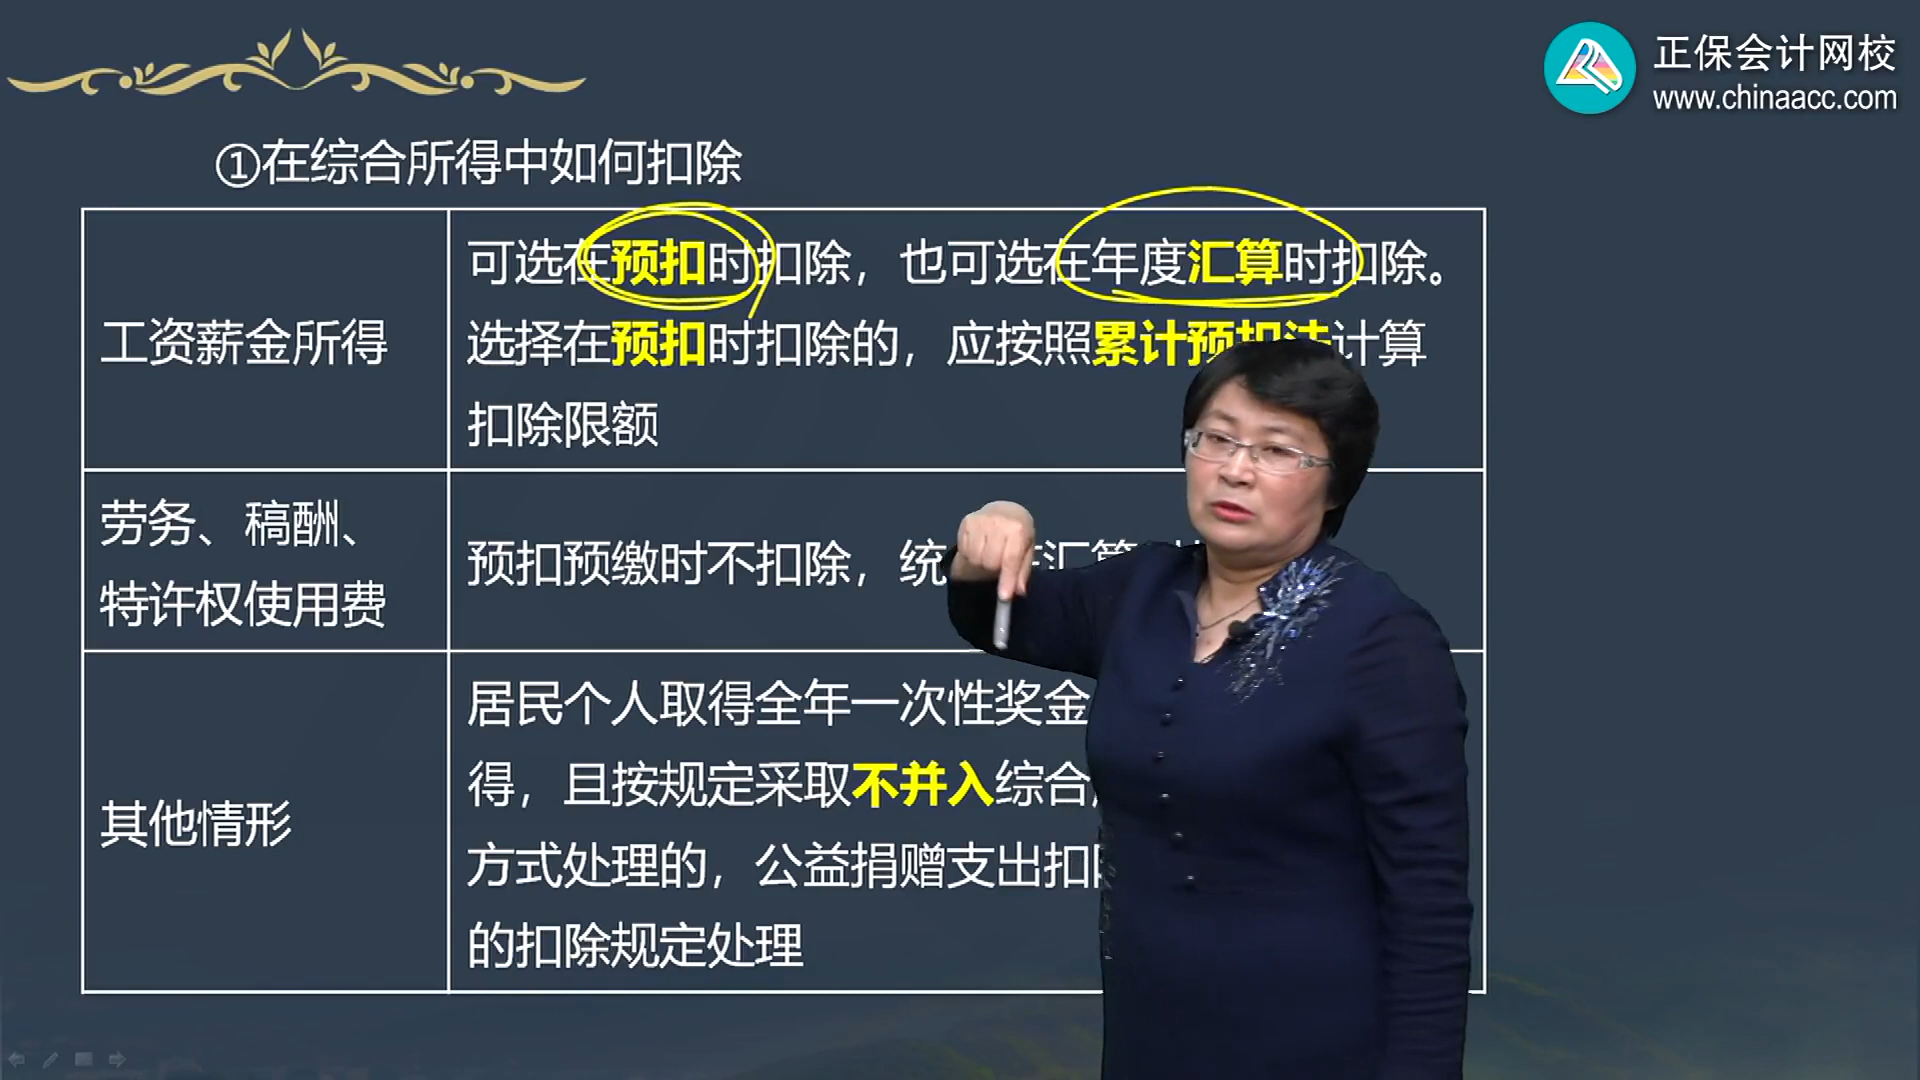 正保会计网校
www.chinaacc.com
①在综合所得中如何扣除
工资薪金所得
可选在预扣时扣除，也可选在年度汇算时扣除。
选择在预扣时扣除的，应按照累计预扣法计算
扣除限额
劳务、稿酬、
特许权使用费
预扣预缴时不扣除，统
其他情形
居民个人取得全年一次性奖金
得，且按规定采取不并入综合
方式处理的，公益捐赠支出扣
的扣除规定处理